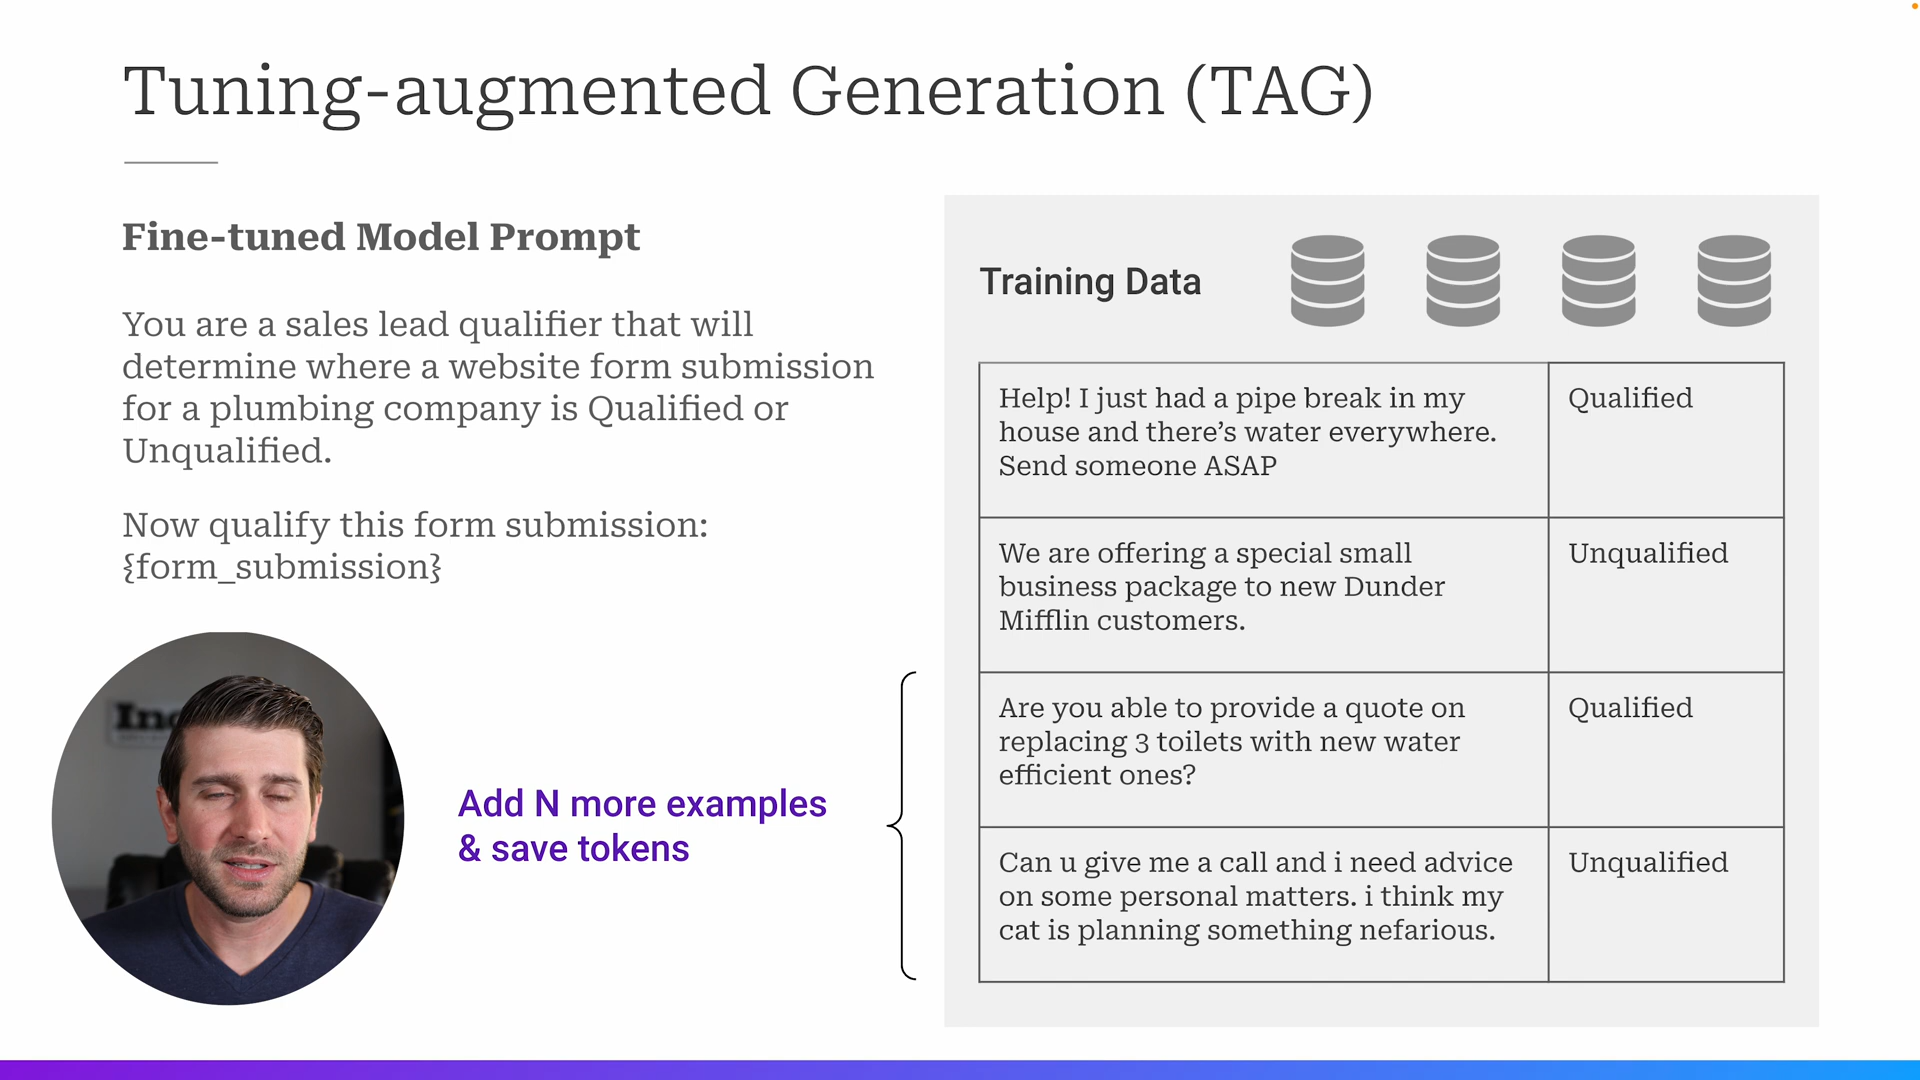 Tuning-augmented Generation (TAG)
Fine-tuned Model Prompt
You are a sales lead qualifier that will
determine where a website form submission
for a plumbing company is Qualified or
Unqualified.
Now qualify this form submission:
{form_submission}
Add N more examples
& save tokens
Training Data
Help! I just had a pipe break in my
house and there’s water everywhere.
Send someone ASAP
Qualified
We are offering a special small
business package to new Dunder
Mifflin customers.
Unqualified
Are you able to provide a quote on
replacing 3 toilets with new water
efficient ones?
Qualified
Can u give me a call and i need advice
on some personal matters. i think my
cat is planning something nefarious.
Unqualified